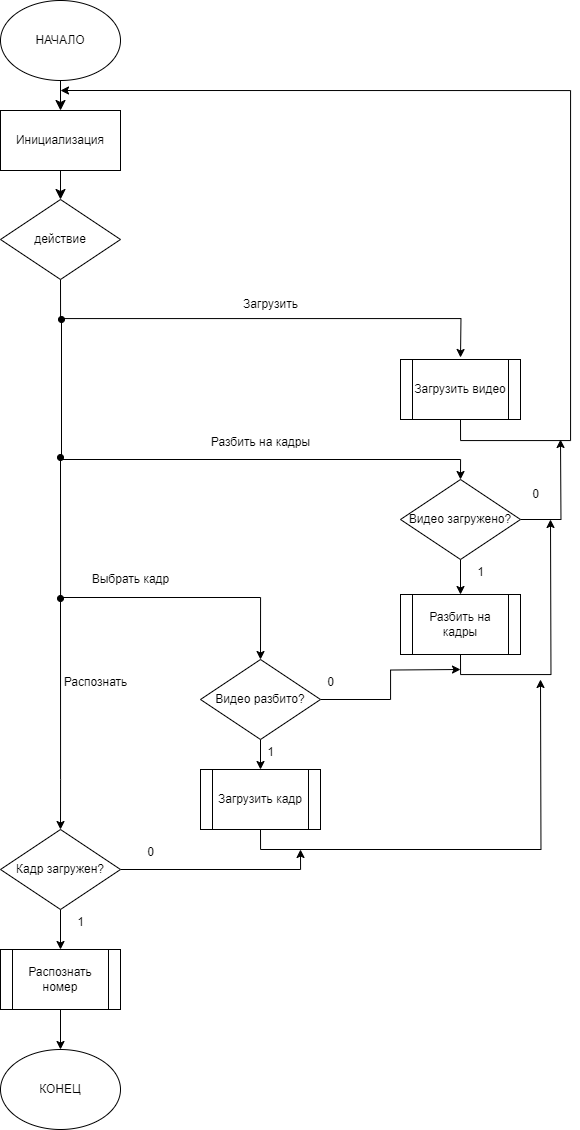 НАЧАЛО
Инициализация
действие
Загрузить
Загрузить видео
Разбить на кадры
0
Видео загружено?
1
Выбрать кадр
Разбить на
кадры
Распознать
0
Видео разбито?
1
Загрузить кадр
0
Кадр загружен?
1
Распознать
номер
КОНЕЦ